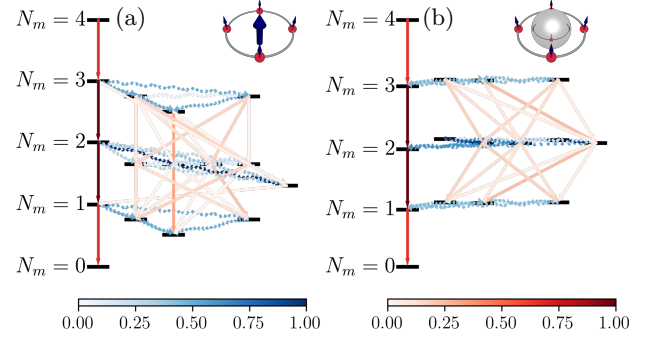 (a)
N_m = 4
N_m = 3
N_m = 2
N_m = 1
N_m = 0
0.00 0.25 0.50 0.75 1.00
(b)
N_m = 4
N_m = 3
N_m = 2
N_m = 1
N_m = 0
0.00 0.25 0.50 0.75 1.00